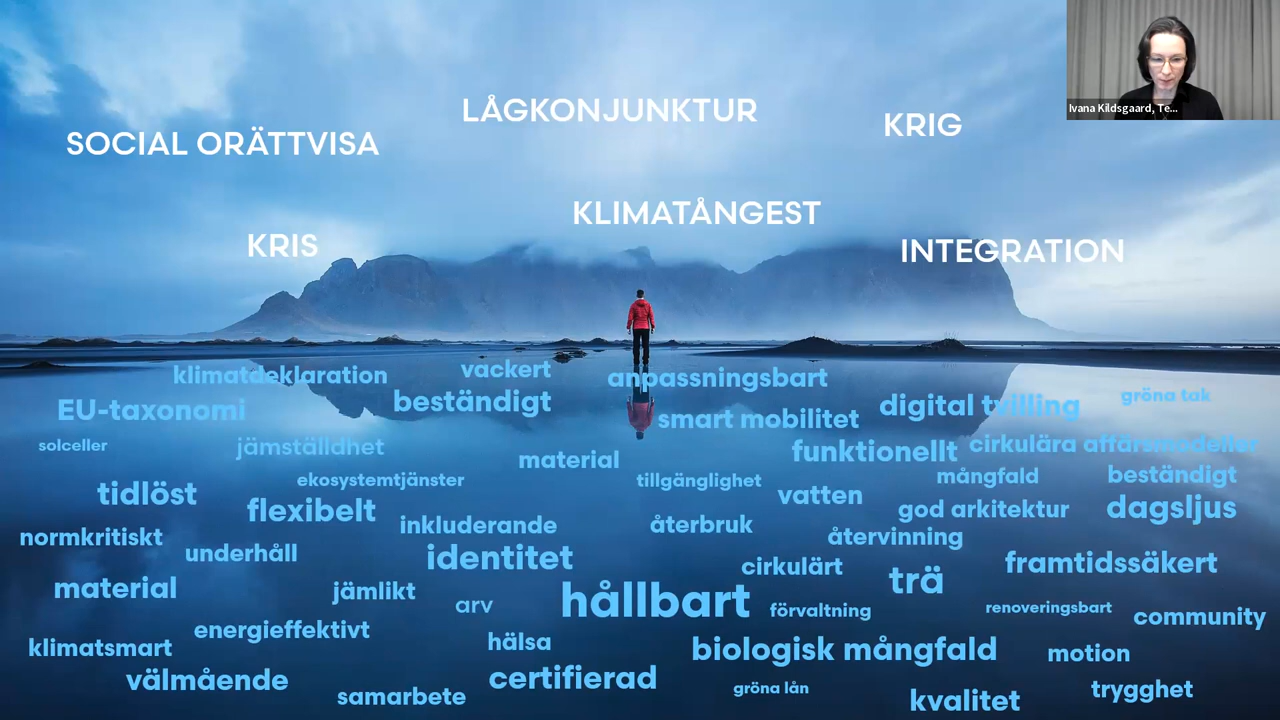 LÅGKONJUNKTUR
KRIG
SOCIAL ORÄTTVISA
KLIMATÅNGEST
KRIS
INTEGRATION
Ivana Kildsgaard, Te...
klimatdeklaration
vackert
anpassningsbart
EU-taxonomi
beständigt
smart mobilitet
digital tvilling
gröna tak
solceller
jämställdhet
material
funktionellt
cirkulära affärsmodeller
ekosystemtjänster
tillgänglighet
mångfald
beständigt
tidlöst
flexibelt
vatten
god arkitektur
dagsljus
normkritiskt
inkluderande
återbruk
återvinning
underhåll
identitet
cirkulärt
framtidssäkert
material
jämlikt
arv
hållbart
förvaltning
trä
renoveringsbart
community
klimatsmart
energieffektivt
hälsa
biologisk mångfald
motion
välmående
samarbete
certifierad
gröna lån
kvalitet
trygghet